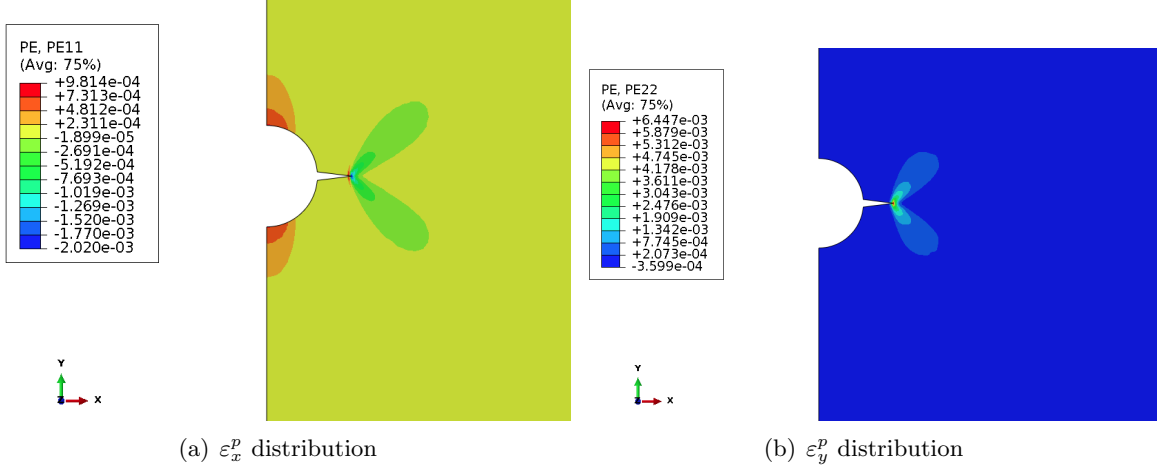 PE, PE11
(Avg: 75%)
+9.814e-04
+7.313e-04
+4.812e-04
+2.311e-04
-1.899e-05
-2.691e-04
-5.192e-04
-7.693e-04
-1.019e-03
-1.269e-03
-1.520e-03
-1.770e-03
-2.020e-03
Y
Z
X
(a) ε_x^p distribution
PE, PE22
(Avg: 75%)
+6.447e-03
+5.879e-03
+5.312e-03
+4.745e-03
+4.178e-03
+3.611e-03
+3.043e-03
+2.476e-03
+1.909e-03
+1.342e-03
+7.745e-04
+2.073e-04
-3.599e-04
Y
Z
X
(b) ε_y^p distribution